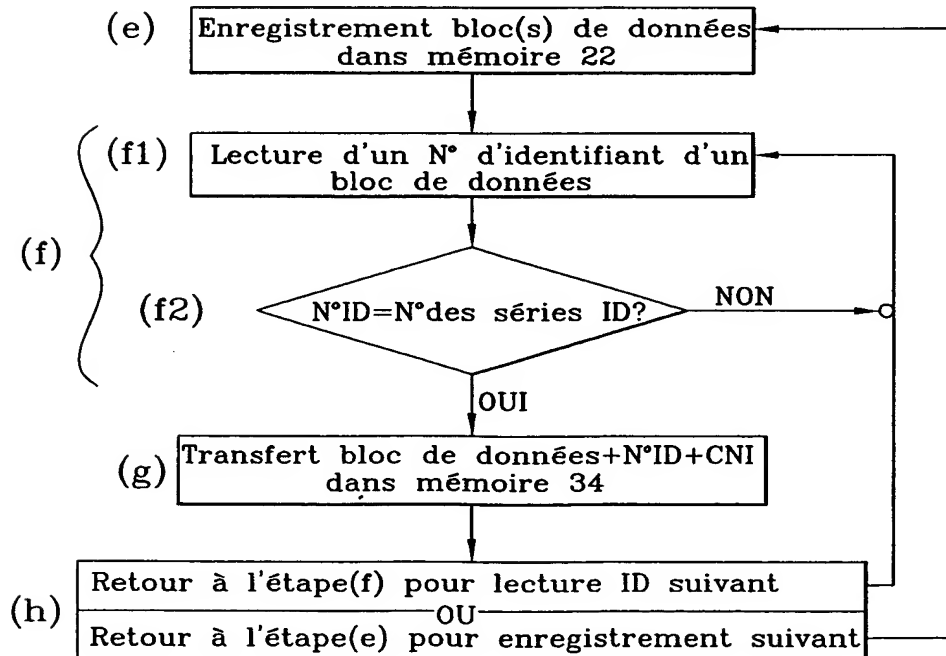 (e)
Enregistrement bloc(s) de données
dans mémoire 22
(f)
(f1)
Lecture d'un N° d'identifiant d'un
bloc de données
(f2)
N°ID=N°des séries ID?
NON
OUI
(g)
Transfert bloc de données+N°ID+CNI
dans mémoire 34
(h)
Retour à l'étape(f) pour lecture ID suivant
OU
Retour à l'étape(e) pour enregistrement suivant